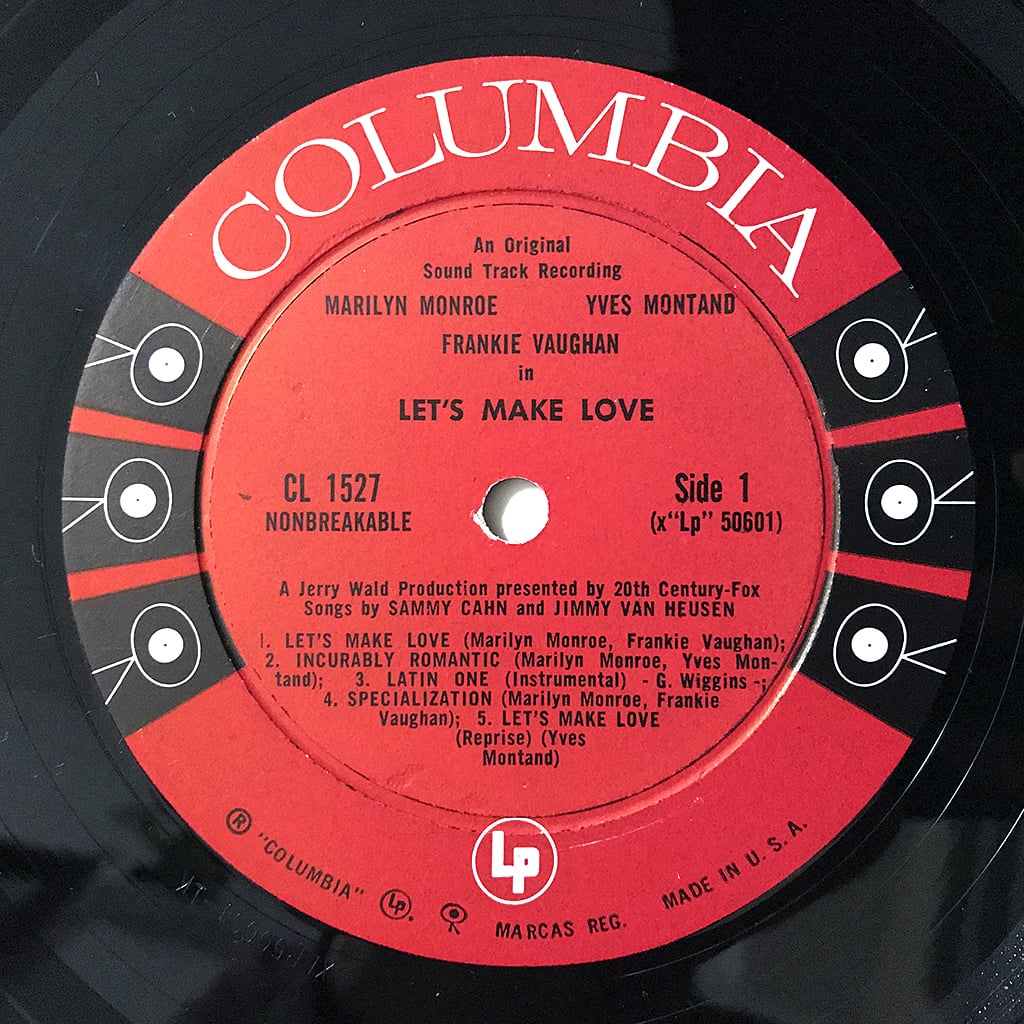 COLUMBIA
An Original
Sound Track Recording
MARILYN MONROE YVES MONTAND
FRANKIE VAUGHAN
in
LET'S MAKE LOVE
CL 1527 Side 1
NONBREAKABLE (x"Lp" 50601)
A Jerry Wald Production presented by 20th Century-Fox
Songs by SAMMY CAHN and JIMMY VAN HEUSEN
1. LET'S MAKE LOVE (Marilyn Monroe, Frankie Vaughan);
2. INCURABLY ROMANTIC (Marilyn Monroe, Yves Mon-
tand); 3. LATIN ONE (Instrumental) - G. Wiggins -;
4. SPECIALIZATION (Marilyn Monroe, Frankie
Vaughan); 5. LET'S MAKE LOVE
(Reprise) (Yves
Montand)
Lp
® "COLUMBIA" Lp. MARCAS REG. MADE IN U. S. A.